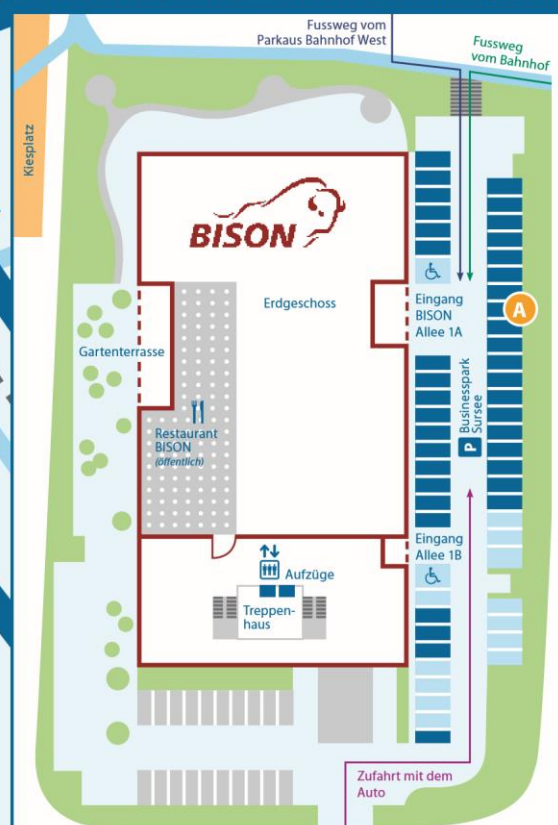 Fussweg vom
Parkaus Bahnhof West
Fussweg
vom Bahnhof
Kiesplatz
BISON
Erdgeschoss
Eingang
BISON
Allee 1A
A
Gartenterrasse
Businesspark
Sursee
P
Restaurant
BISON
(öffentlich)
Eingang
Allee 1B
Aufzüge
Treppen-
haus
Zufahrt mit dem
Auto